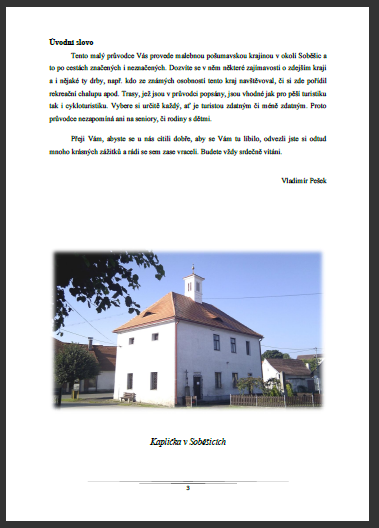 Úvodní slovo
Tento malý průvodce Vás provede malebnou pošumavskou krajinou v okolí Soběšic a
to po cestách značených i neznačených. Dozvíte se v něm některé zajímavosti o zdejším kraji
a i nějaké ty drby, např. kdo ze známých osobností tento kraj navštěvoval, či si zde pořídil
rekreační chalupu apod. Trasy, jež jsou v průvodci popsány, jsou vhodné jak pro pěší turistiku
tak i cykloturistiku. Vybere si určitě každý, ať je turistou zdatným či méně zdatným. Proto
průvodce nezapomíná ani na seniory, či rodiny s dětmi.
Přeji Vám, abyste se u nás cítili dobře, aby se Vám tu líbilo, odvezli jste si odtud
mnoho krásných zážitků a rádi se sem zase vraceli. Budete vždy srdečně vítáni.
Vladimír Pešek
Kaplička v Soběšicích
3